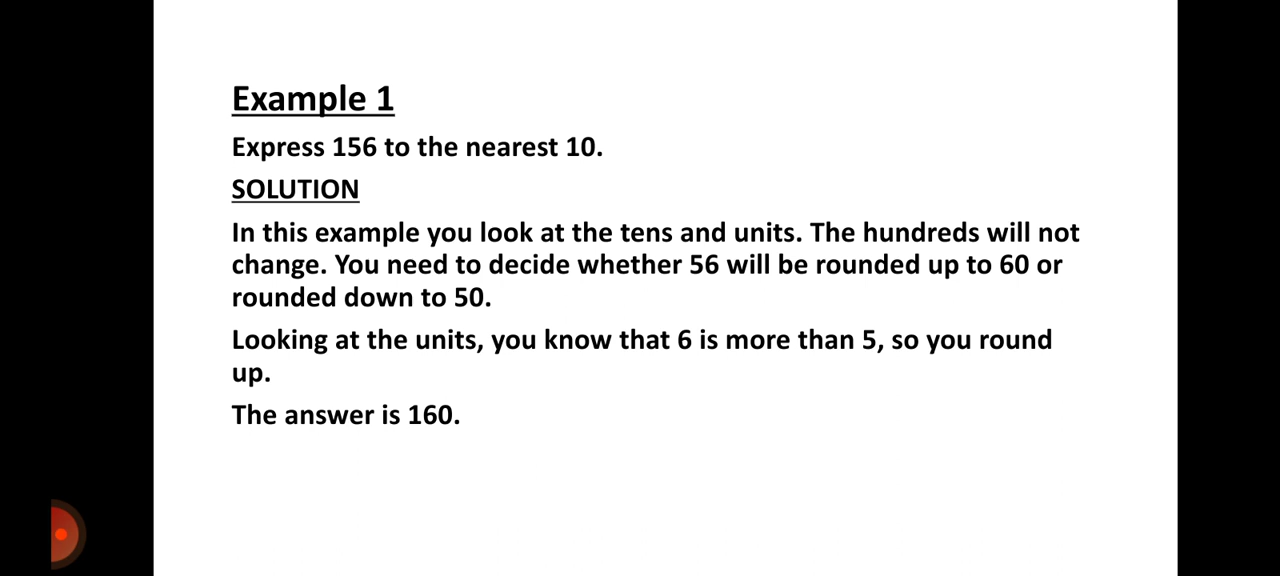 Example 1
Express 156 to the nearest 10.
SOLUTION
In this example you look at the tens and units. The hundreds will not
change. You need to decide whether 56 will be rounded up to 60 or
rounded down to 50.
Looking at the units, you know that 6 is more than 5, so you round
up.
The answer is 160.